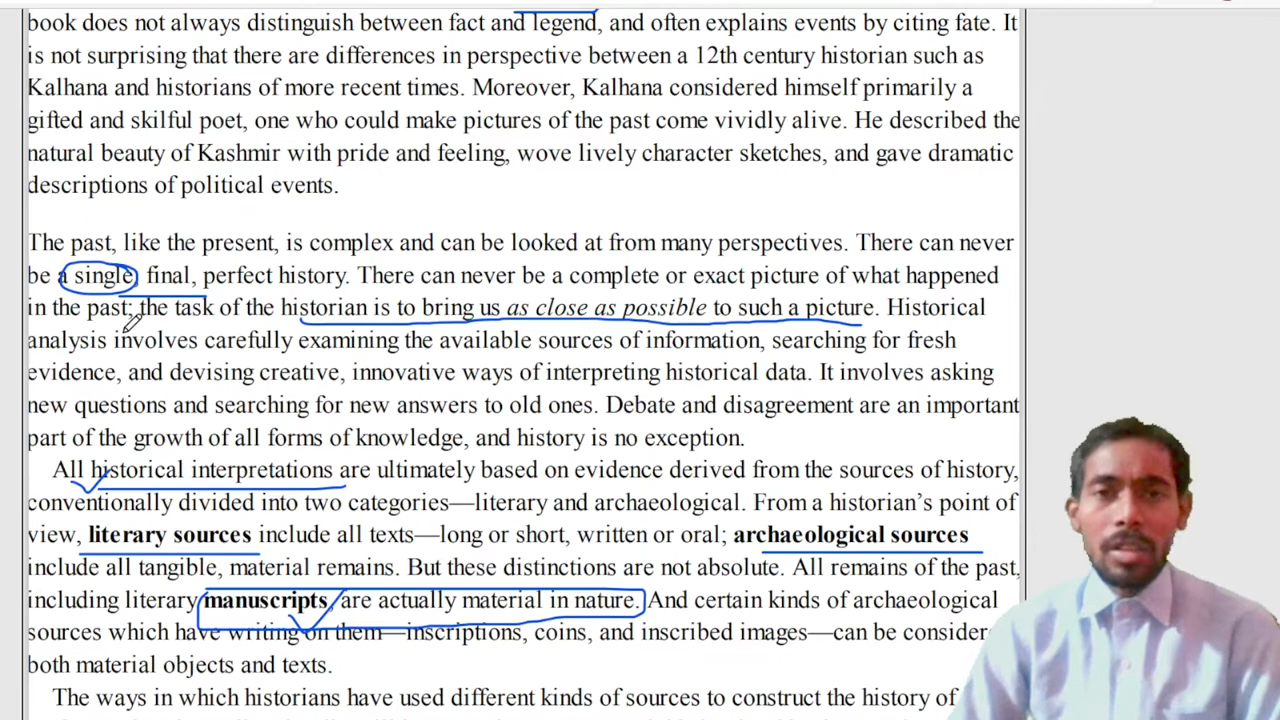 book does not always distinguish between fact and legend, and often explains events by citing fate. It
is not surprising that there are differences in perspective between a 12th century historian such as
Kalhana and historians of more recent times. Moreover, Kalhana considered himself primarily a
gifted and skilful poet, one who could make pictures of the past come vividly alive. He described the
natural beauty of Kashmir with pride and feeling, wove lively character sketches, and gave dramatic
descriptions of political events.
The past, like the present, is complex and can be looked at from many perspectives. There can never
be a single, final, perfect history. There can never be a complete or exact picture of what happened
in the past; the task of the historian is to bring us as close as possible to such a picture. Historical
analysis involves carefully examining the available sources of information, searching for fresh
evidence, and devising creative, innovative ways of interpreting historical data. It involves asking
new questions and searching for new answers to old ones. Debate and disagreement are an important
part of the growth of all forms of knowledge, and history is no exception.
All historical interpretations are ultimately based on evidence derived from the sources of history,
conventionally divided into two categories—literary and archaeological. From a historian’s point of
view, literary sources include all texts—long or short, written or oral; archaeological sources
include all tangible, material remains. But these distinctions are not absolute. All remains of the past,
including literary manuscripts, are actually material in nature. And certain kinds of archaeological
sources which have writing on them—inscriptions, coins, and inscribed images—can be consider
both material objects and texts.
The ways in which historians have used different kinds of sources to construct the history of